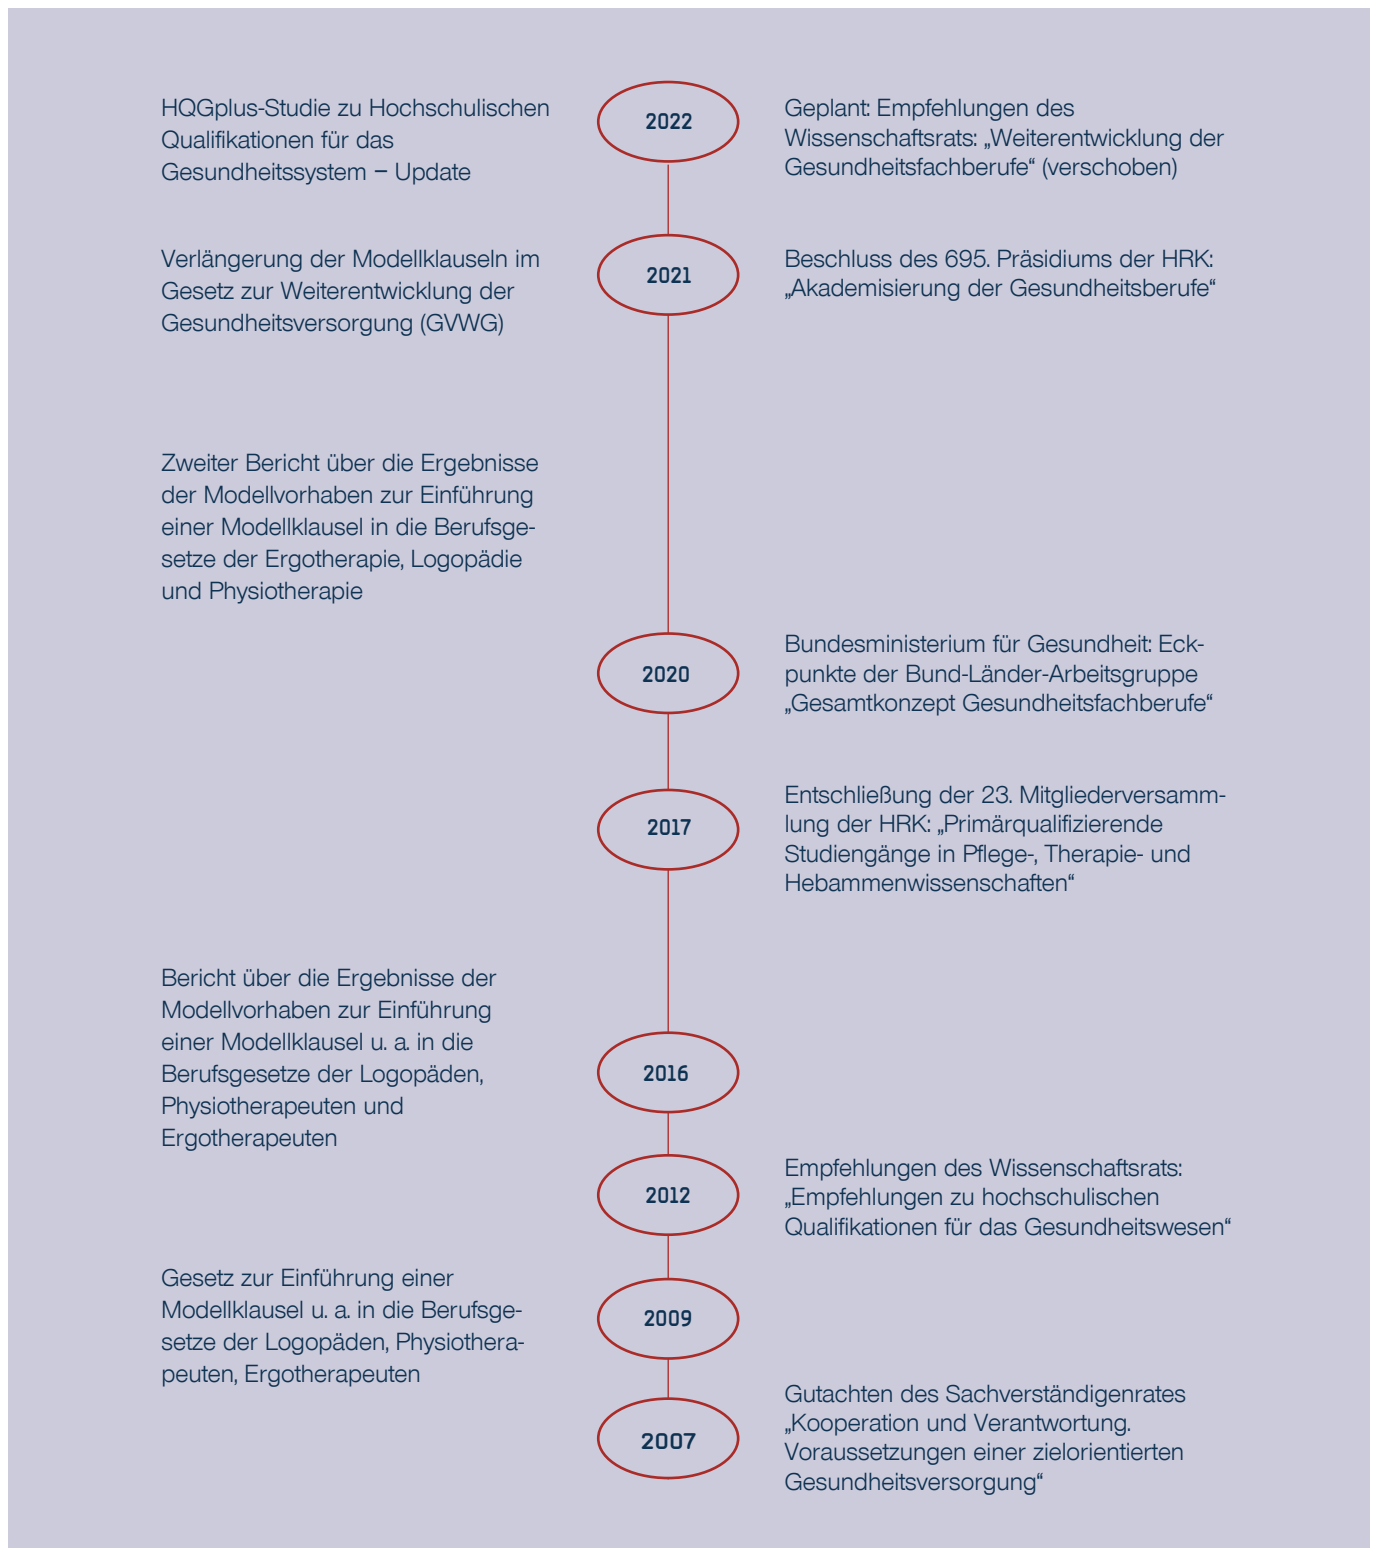 HQGplus-Studie zu Hochschulischen
Qualifikationen für das
Gesundheitssystem – Update
2022
Geplant: Empfehlungen des
Wissenschaftsrats: „Weiterentwicklung der
Gesundheitsfachberufe“ (verschoben)
Verlängerung der Modellklauseln im
Gesetz zur Weiterentwicklung der
Gesundheitsversorgung (GVWG)
2021
Beschluss des 695. Präsidiums der HRK:
„Akademisierung der Gesundheitsberufe“
Zweiter Bericht über die Ergebnisse
der Modellvorhaben zur Einführung
einer Modellklausel in die Berufsge-
setze der Ergotherapie, Logopädie
und Physiotherapie
2020
Bundesministerium für Gesundheit: Eck-
punkte der Bund-Länder-Arbeitsgruppe
„Gesamtkonzept Gesundheitsfachberufe“
2017
Entschließung der 23. Mitgliederversamm-
lung der HRK: „Primärqualifizierende
Studiengänge in Pflege-, Therapie- und
Hebammenwissenschaften“
Bericht über die Ergebnisse der
Modellvorhaben zur Einführung
einer Modellklausel u. a. in die
Berufsgesetze der Logopäden,
Physiotherapeuten und
Ergotherapeuten
2016
2012
Empfehlungen des Wissenschaftsrats:
„Empfehlungen zu hochschulischen
Qualifikationen für das Gesundheitswesen“
Gesetz zur Einführung einer
Modellklausel u. a. in die Berufsge-
setze der Logopäden, Physiothera-
peuten, Ergotherapeuten
2009
2007
Gutachten des Sachverständigenrates
„Kooperation und Verantwortung.
Voraussetzungen einer zielorientierten
Gesundheitsversorgung“